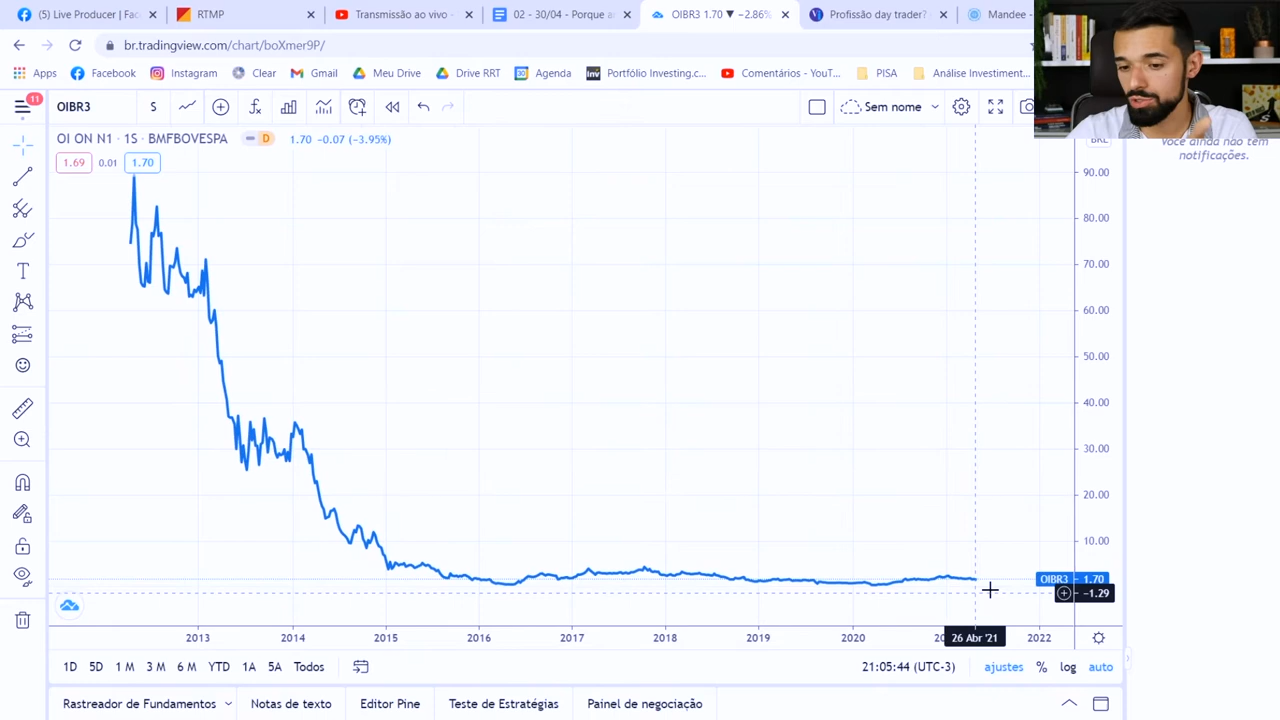 (5) Live Producer | Fac
RTMP
Transmissão ao vivo -
02 - 30/04 - Porque a
OIBR3 1.70 ▼ −2.86%
Profissão day trader?
Mandee -
br.tradingview.com/chart/boXmer9P/
Apps
Facebook
Instagram
Clear
Gmail
Meu Drive
Drive RRT
Agenda
Inv
Portfólio Investing.c...
Comentários - YouT...
PISA
Análise Investiment...
11
OIBR3
S
Sem nome
OI ON N1 · 1S · BMFBOVESPA
D
1.70 −0.07 (−3.95%)
1.69
0.01
1.70
BRL
Você ainda não tem
notificações.
90.00
80.00
70.00
60.00
50.00
40.00
30.00
20.00
10.00
OIBR3
1.70
−1.29
2013
2014
2015
2016
2017
2018
2019
2020
26 Abr '21
2022
1D
5D
1 M
3 M
6 M
YTD
1A
5A
Todos
21:05:44 (UTC-3)
ajustes
%
log
auto
Rastreador de Fundamentos
Notas de texto
Editor Pine
Teste de Estratégias
Painel de negociação